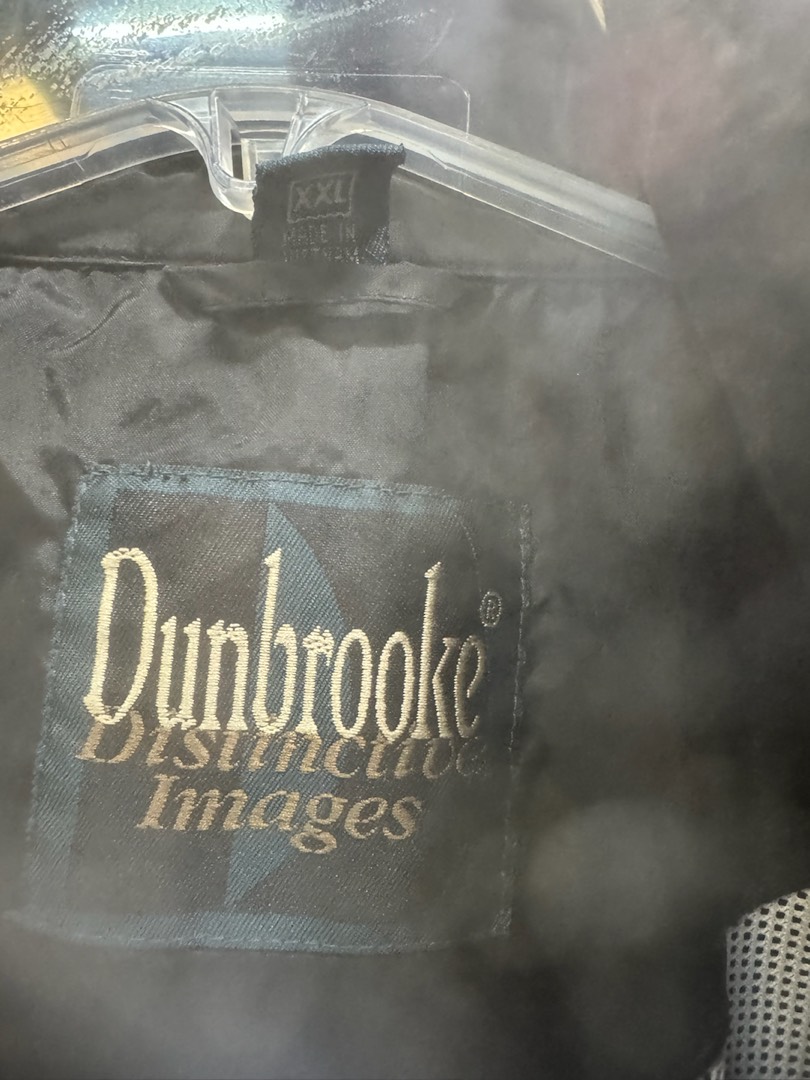 XXL
MADE IN
Dunbrooke®
Distinctive
Images